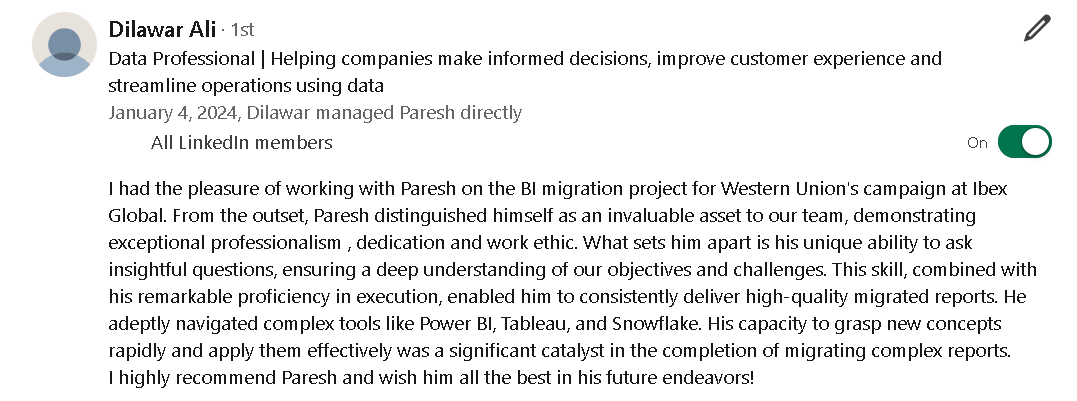 Dilawar Ali · 1st
Data Professional | Helping companies make informed decisions, improve customer experience and
streamline operations using data
January 4, 2024, Dilawar managed Paresh directly
All LinkedIn members
On
I had the pleasure of working with Paresh on the BI migration project for Western Union's campaign at Ibex
Global. From the outset, Paresh distinguished himself as an invaluable asset to our team, demonstrating
exceptional professionalism , dedication and work ethic. What sets him apart is his unique ability to ask
insightful questions, ensuring a deep understanding of our objectives and challenges. This skill, combined with
his remarkable proficiency in execution, enabled him to consistently deliver high-quality migrated reports. He
adeptly navigated complex tools like Power BI, Tableau, and Snowflake. His capacity to grasp new concepts
rapidly and apply them effectively was a significant catalyst in the completion of migrating complex reports.
I highly recommend Paresh and wish him all the best in his future endeavors!